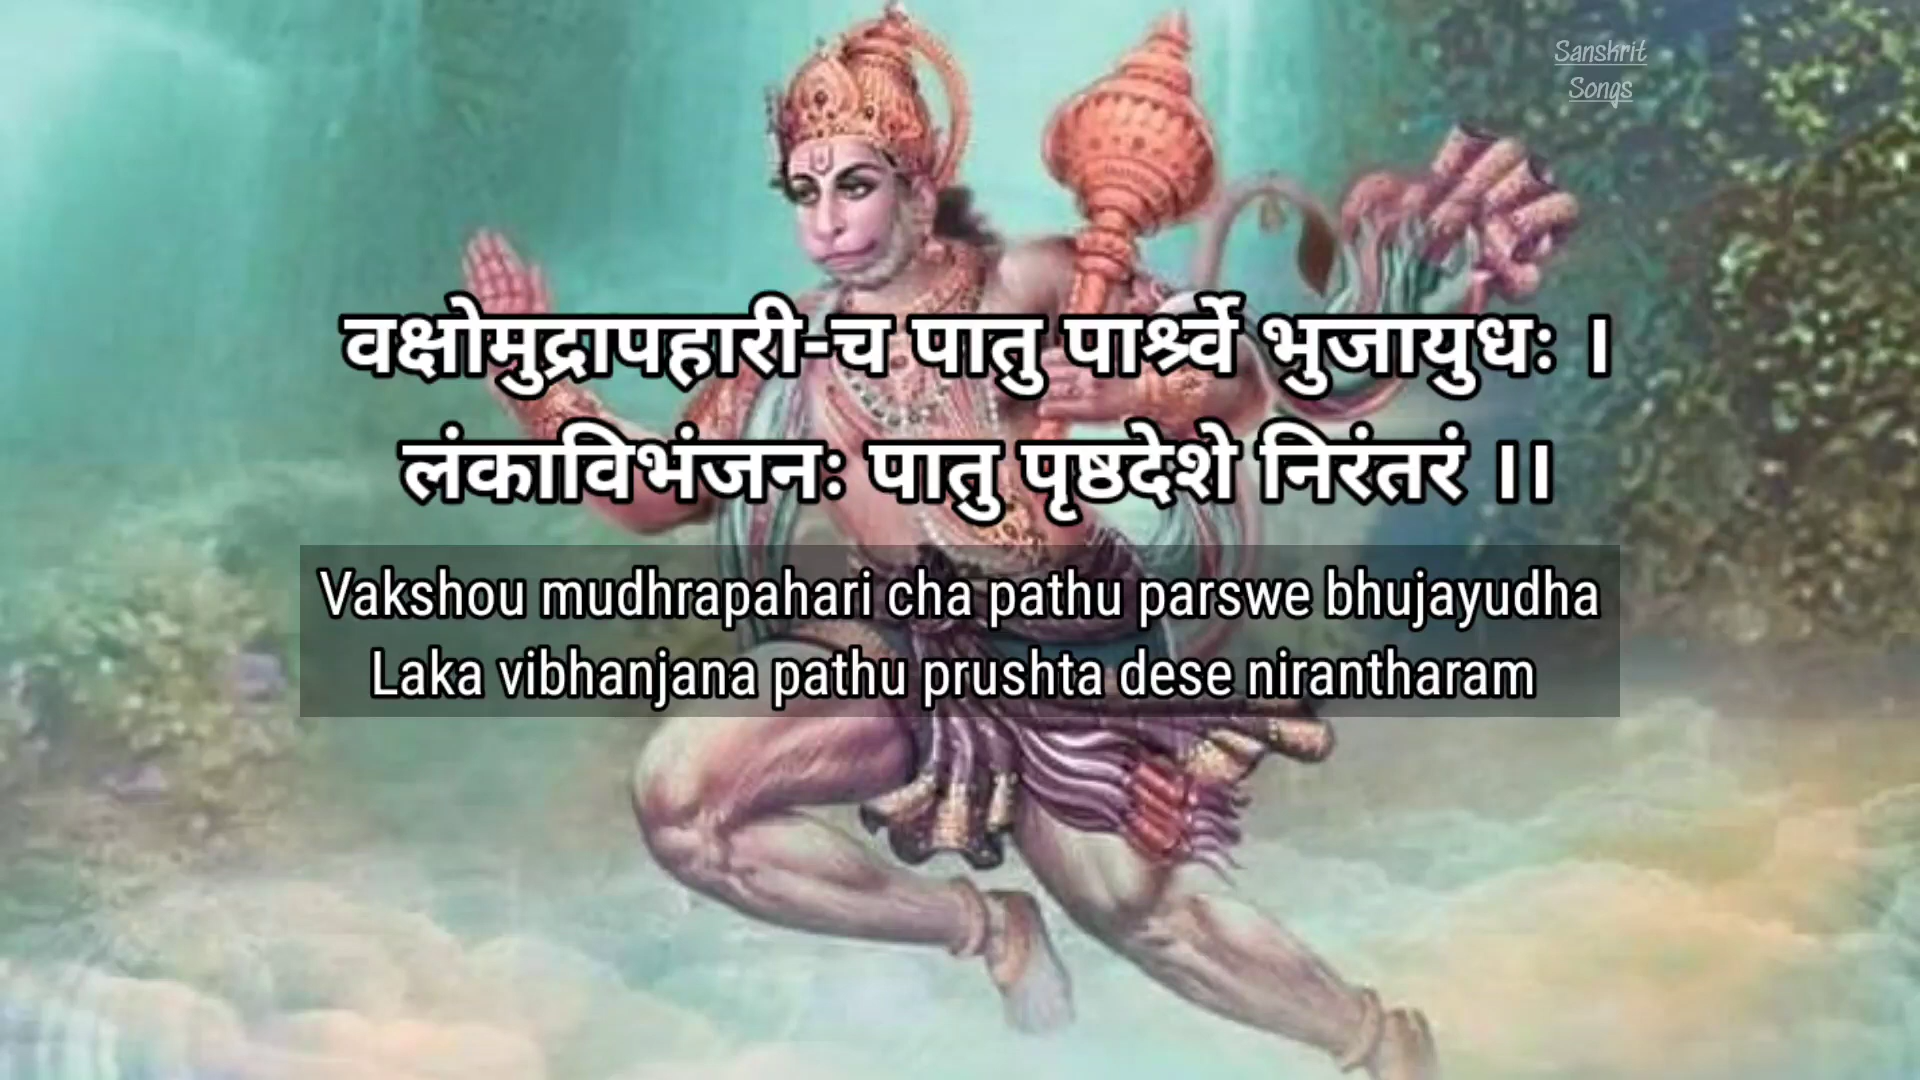 Sanskrit
Songs
वक्षोमुद्रापहारी-च पातु पार्श्र्वे भुजायुधः ।
लंकाविभंजनः पातु पृष्ठदेशे निरंतरं ।।
Vakshou mudhrapahari cha pathu parswe bhujayudha
Laka vibhanjana pathu prushta dese nirantharam